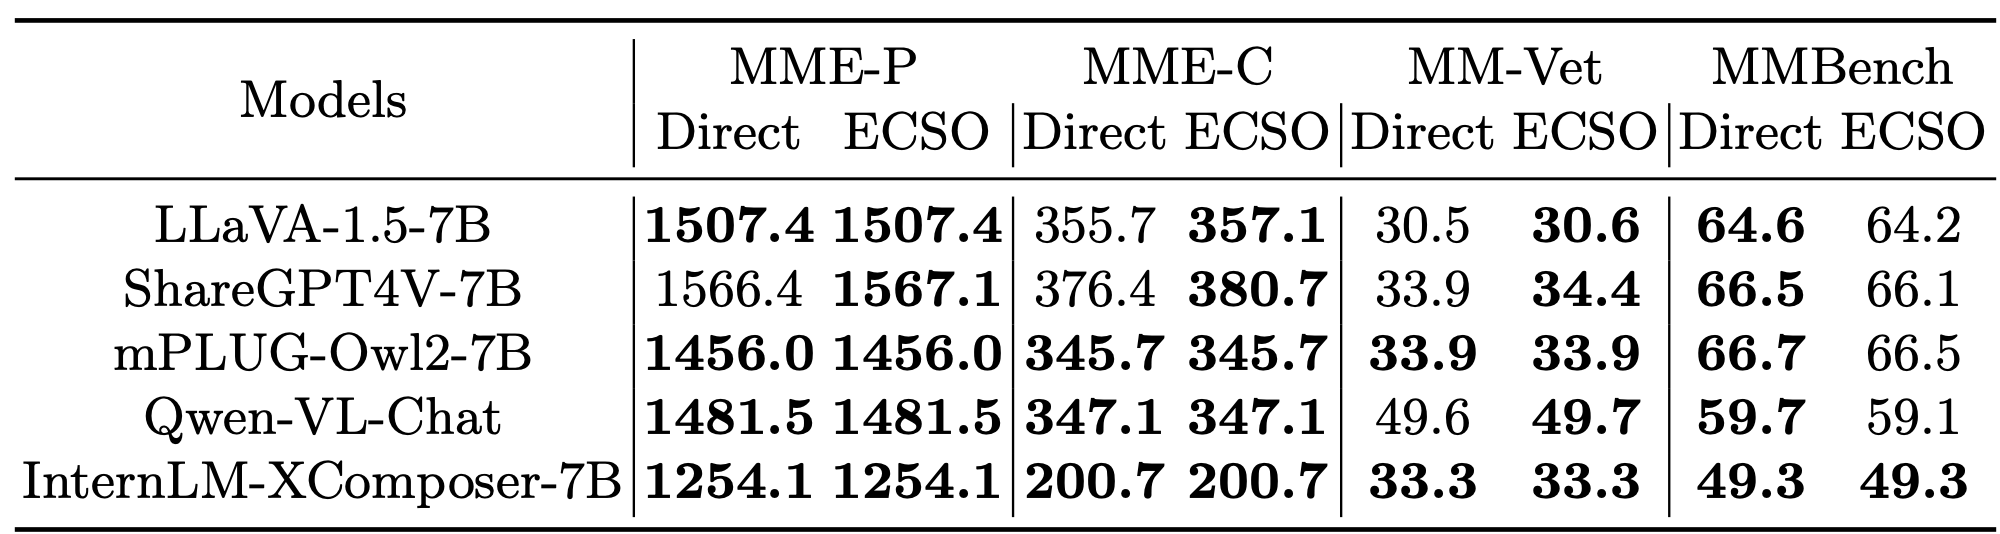 Models MME-P MME-C MM-Vet MMBench
Direct ECSO Direct ECSO Direct ECSO Direct ECSO
LLaVA-1.5-7B 1507.4 1507.4 355.7 357.1 30.5 30.6 64.6 64.2
ShareGPT4V-7B 1566.4 1567.1 376.4 380.7 33.9 34.4 66.5 66.1
mPLUG-Owl2-7B 1456.0 1456.0 345.7 345.7 33.9 33.9 66.7 66.5
Qwen-VL-Chat 1481.5 1481.5 347.1 347.1 49.6 49.7 59.7 59.1
InternLM-XComposer-7B 1254.1 1254.1 200.7 200.7 33.3 33.3 49.3 49.3